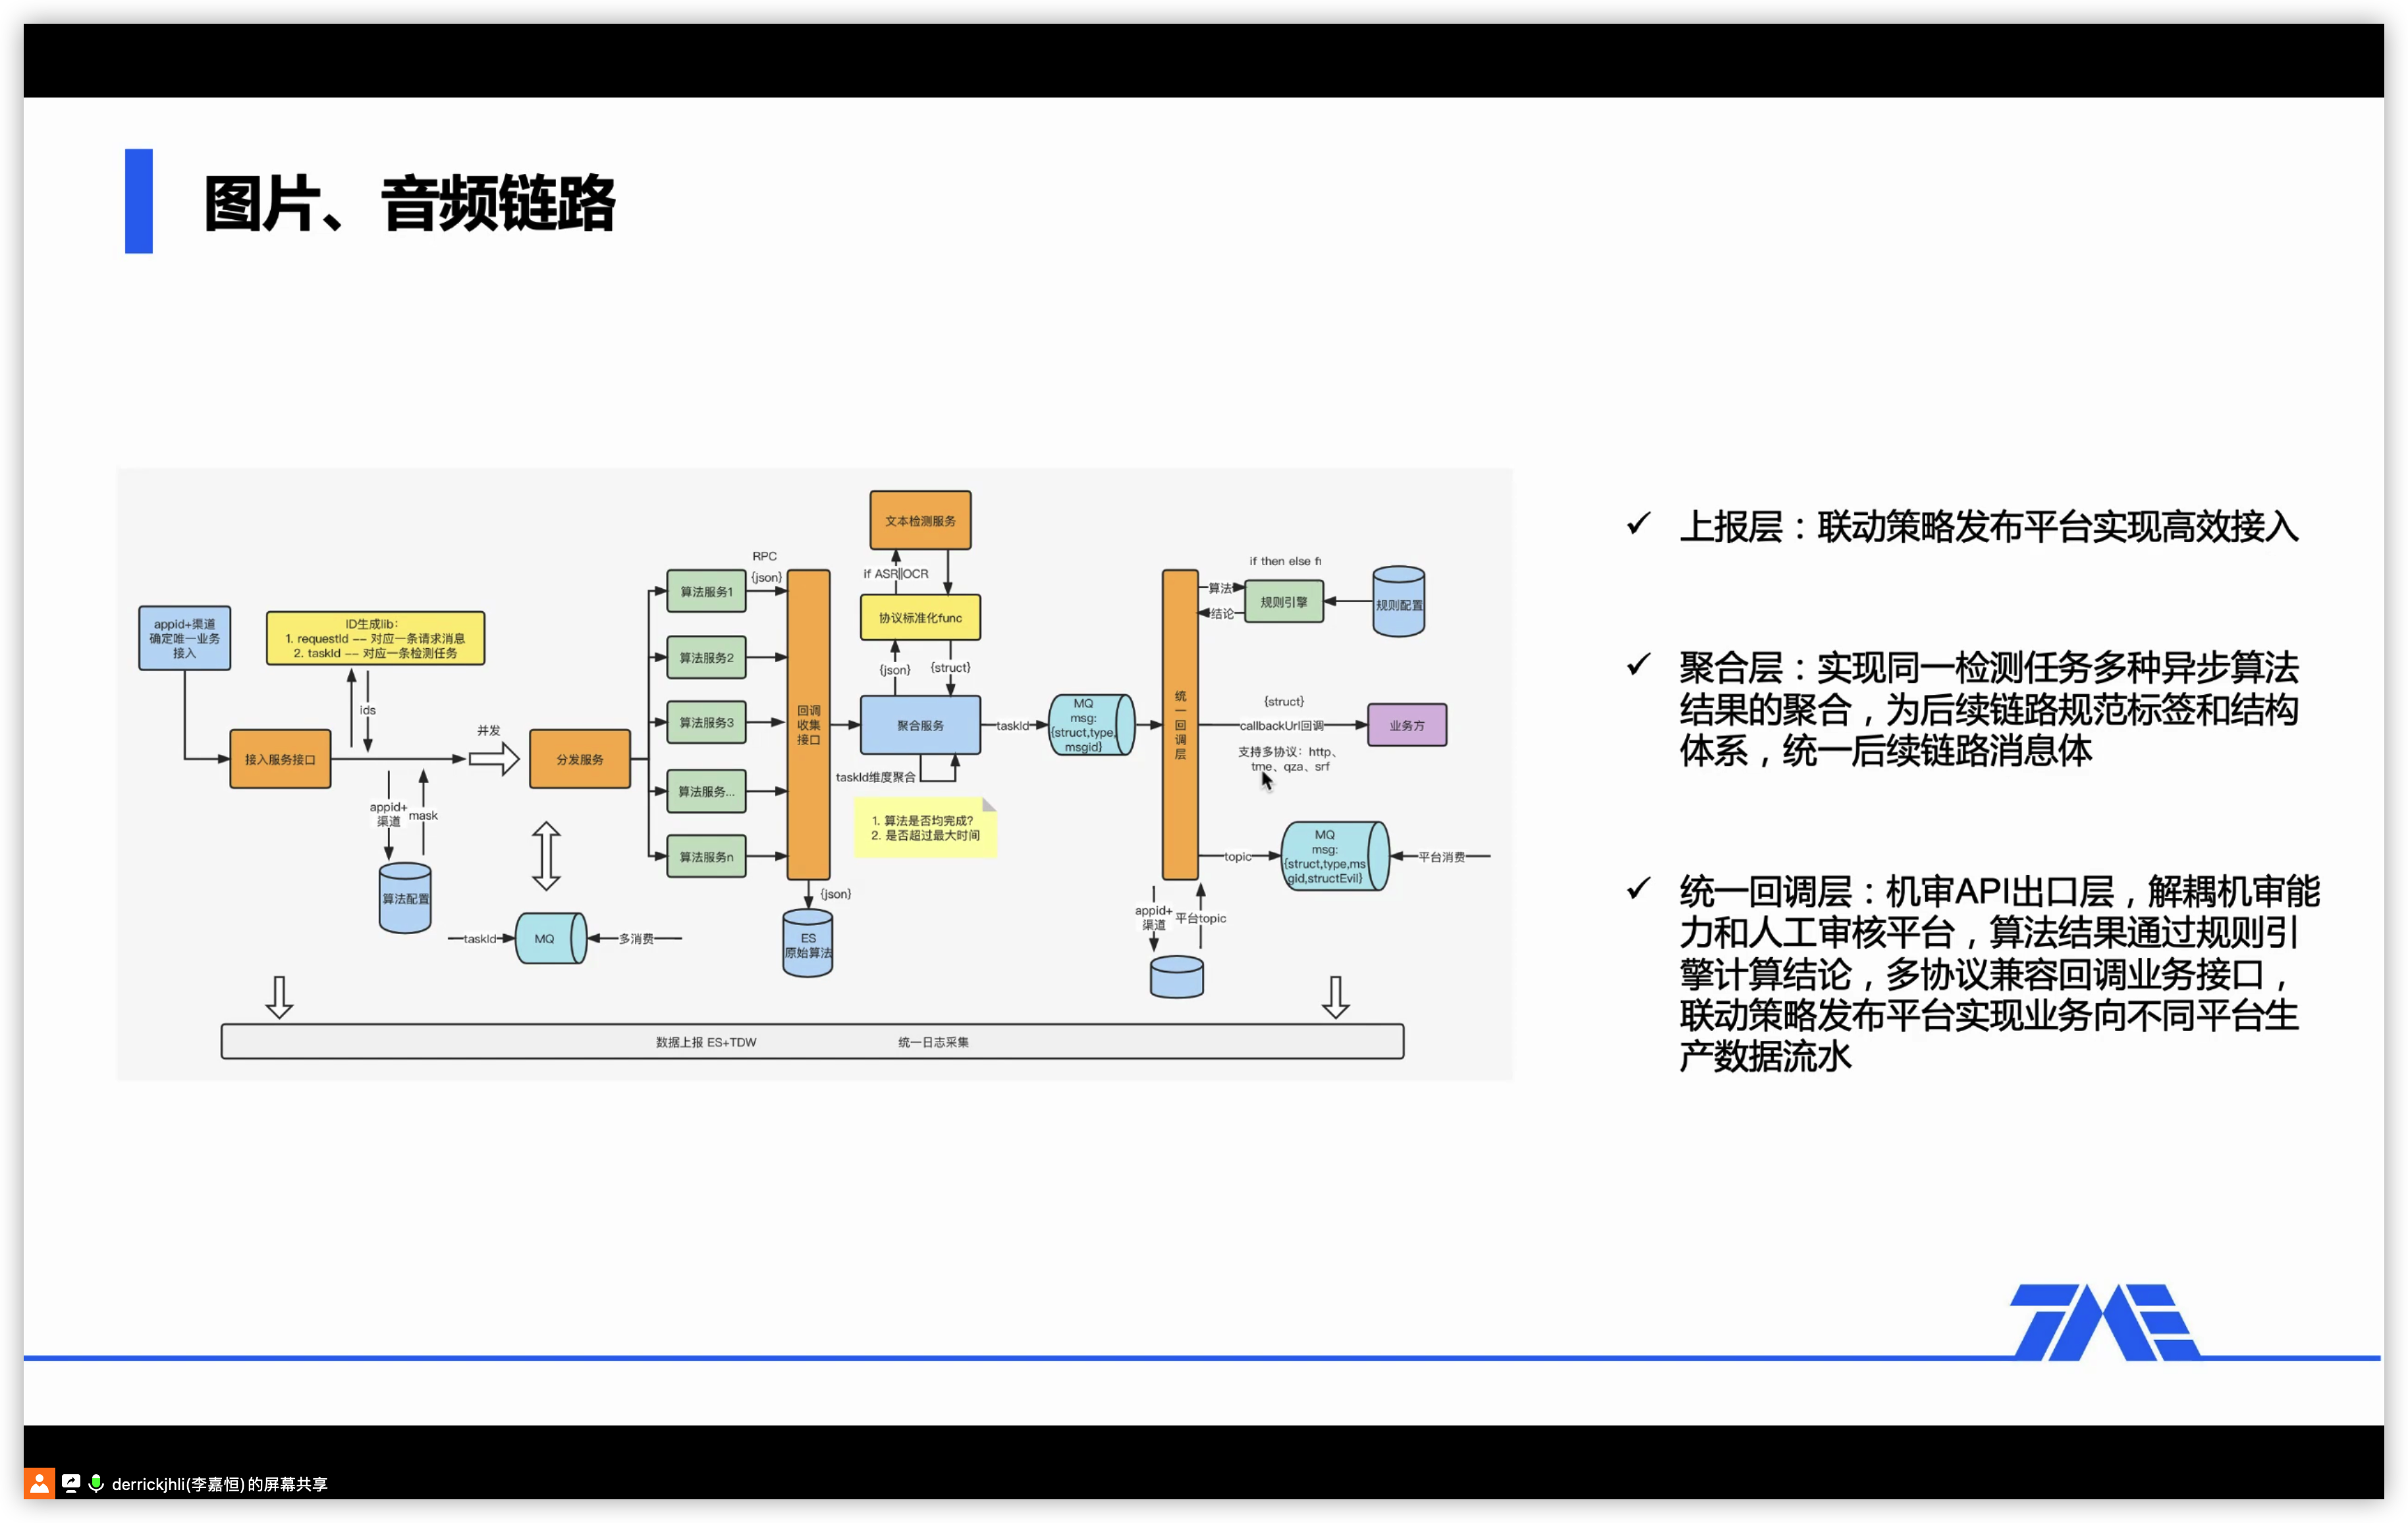 图片、音频链路
appid+渠道
确定唯一业务
接入
ID生成lib：
1. requestId —— 对应一条请求消息
2. taskId —— 对应一条检测任务
ids
接入服务接口
appid+
渠道
mask
算法配置
并发
分发服务
taskId
MQ
多消费
算法服务1
算法服务2
算法服务3
算法服务...
算法服务n
RPC
{json}
回调
收集
接口
{json}
ES
原始算法
文本检测服务
if ASR||OCR
协议标准化func
{json}
{struct}
聚合服务
taskId维度聚合
1. 算法是否均完成?
2. 是否超过最大时间
taskId
MQ
msg:
{struct,type,
msgid}
统
一
回
调
层
if then else fi
算法
结论
规则引擎
规则配置
{struct}
callbackUrl回调
支持多协议：http、
tme、qza、srf
业务方
topic
MQ
msg:
{struct,type,ms
gid,structEvil}
平台消费
appid+
渠道
平台topic
数据上报 ES+TDW
统一日志采集
✓ 上报层：联动策略发布平台实现高效接入
✓ 聚合层：实现同一检测任务多种异步算法
结果的聚合，为后续链路规范标签和结构
体系，统一后续链路消息体
✓ 统一回调层：机审API出口层，解耦机审能
力和人工审核平台，算法结果通过规则引
擎计算结论，多协议兼容回调业务接口，
联动策略发布平台实现业务向不同平台生
产数据流水
TME
derrickjhli(李嘉恒)的屏幕共享